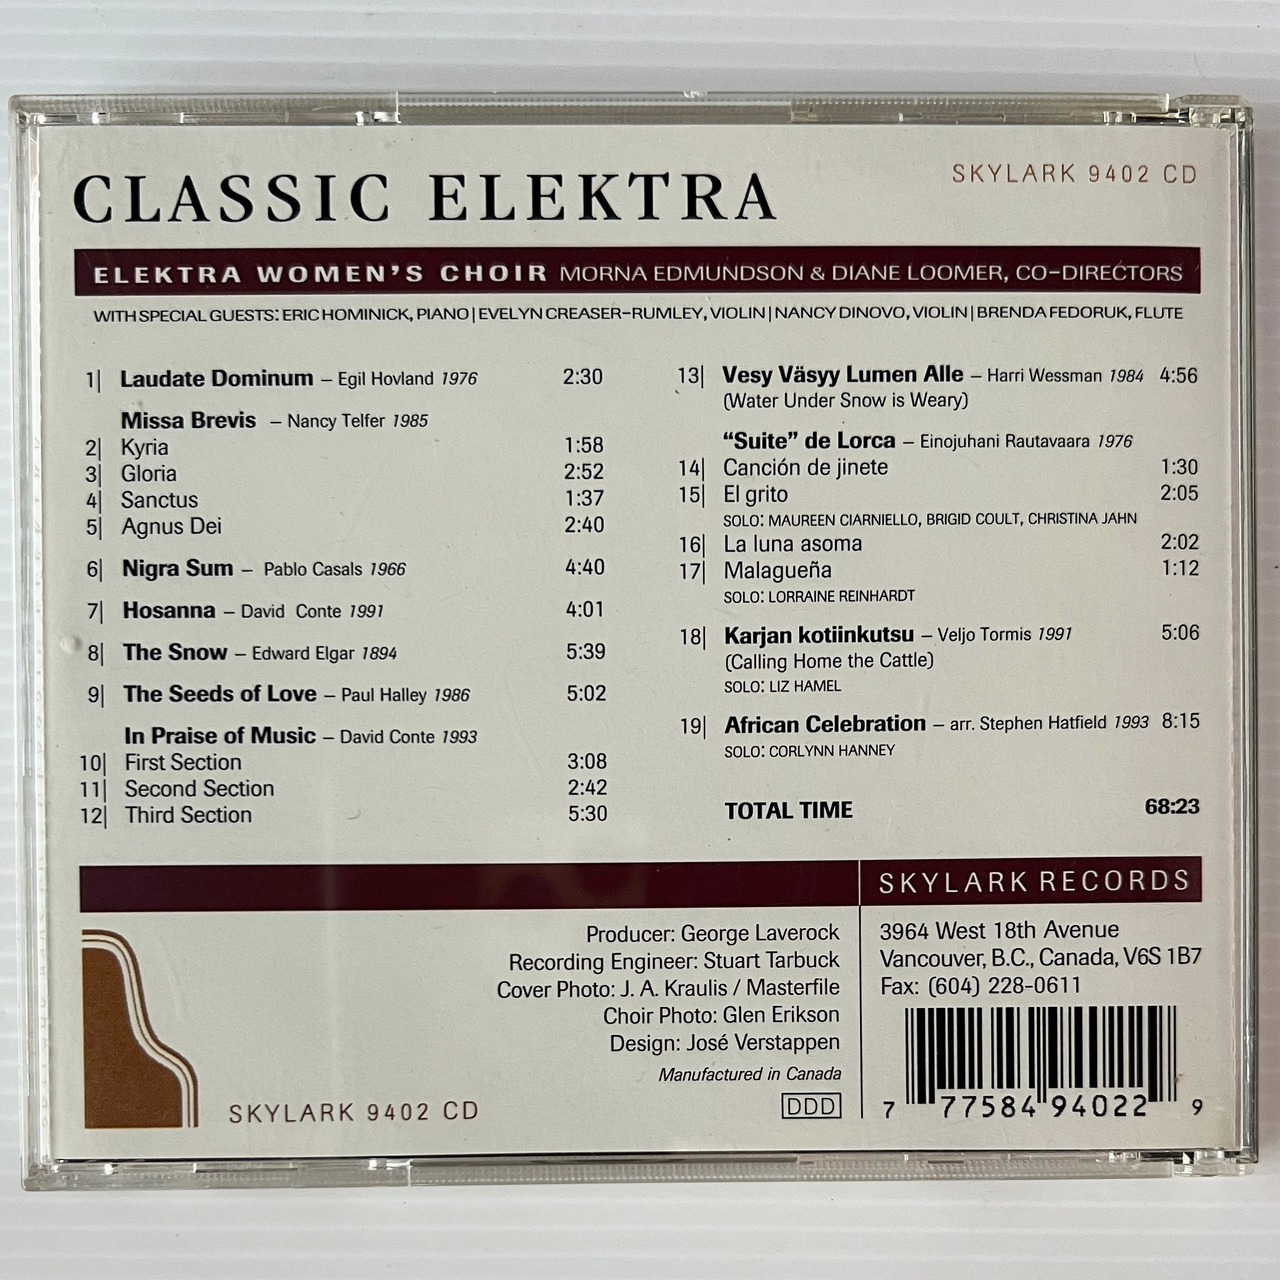 CLASSIC ELEKTRA
SKYLARK 9402 CD
ELEKTRA WOMEN'S CHOIR MORNA EDMUNDSON & DIANE LOOMER, CO-DIRECTORS
WITH SPECIAL GUESTS: ERIC HOMINICK, PIANO | EVELYN CREASER-RUMLEY, VIOLIN | NANCY DINOVO, VIOLIN | BRENDA FEDORUK, FLUTE
1| Laudate Dominum – Egil Hovland 1976 2:30
Missa Brevis – Nancy Telfer 1985
2| Kyria 1:58
3| Gloria 2:52
4| Sanctus 1:37
5| Agnus Dei 2:40
6| Nigra Sum – Pablo Casals 1966 4:40
7| Hosanna – David Conte 1991 4:01
8| The Snow – Edward Elgar 1894 5:39
9| The Seeds of Love – Paul Halley 1986 5:02
In Praise of Music – David Conte 1993
10| First Section 3:08
11| Second Section 2:42
12| Third Section 5:30
13| Vesy Väsyy Lumen Alle – Harri Wessman 1984 4:56
(Water Under Snow is Weary)
“Suite” de Lorca – Einojuhani Rautavaara 1976
14| Canción de jinete 1:30
15| El grito 2:05
SOLO: MAUREEN CIARNIELLO, BRIGID COULT, CHRISTINA JAHN
16| La luna asoma 2:02
17| Malagueña 1:12
SOLO: LORRAINE REINHARDT
18| Karjan kotiinkutsu – Veljo Tormis 1991 5:06
(Calling Home the Cattle)
SOLO: LIZ HAMEL
19| African Celebration – arr. Stephen Hatfield 1993 8:15
SOLO: CORLYNN HANNEY
TOTAL TIME 68:23
SKYLARK RECORDS
Producer: George Laverock
Recording Engineer: Stuart Tarbuck
Cover Photo: J. A. Kraulis / Masterfile
Choir Photo: Glen Erikson
Design: José Verstappen
Manufactured in Canada
DDD
SKYLARK 9402 CD
3964 West 18th Avenue
Vancouver, B.C., Canada, V6S 1B7
Fax: (604) 228-0611
7 77584 94022 9